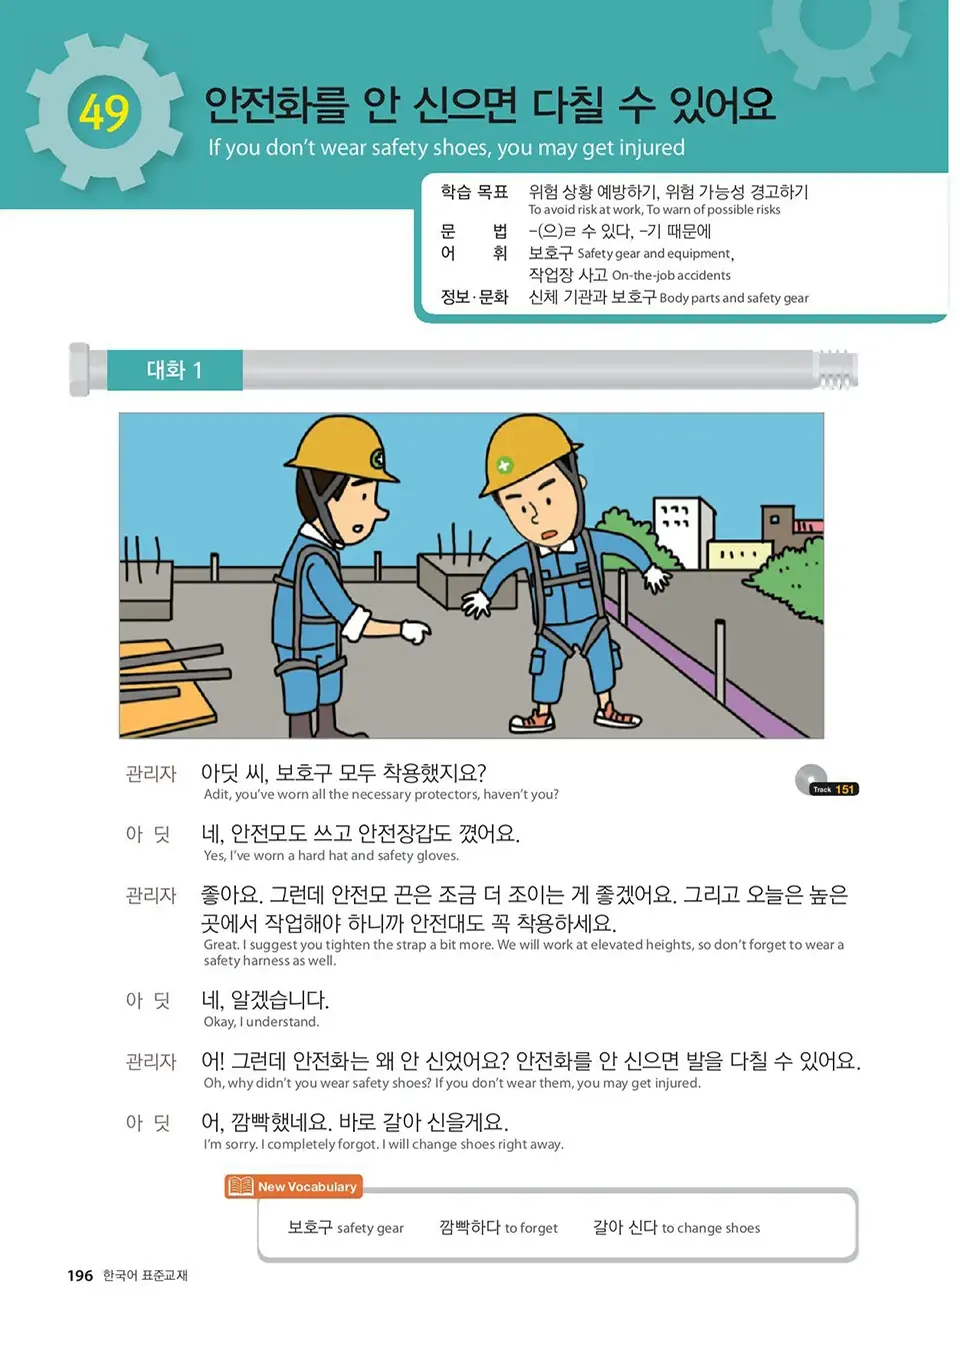 49
안전화를 안 신으면 다칠 수 있어요
If you don't wear safety shoes, you may get injured
학습 목표 위험 상황 예방하기, 위험 가능성 경고하기
To avoid risk at work, To warn of possible risks
문 법 -(으)ㄹ 수 있다, -기 때문에
어 휘 보호구 Safety gear and equipment,
작업장 사고 On-the-job accidents
정보·문화 신체 기관과 보호구 Body parts and safety gear
대화 1
관리자 아딧 씨, 보호구 모두 착용했지요?
Adit, you've worn all the necessary protectors, haven't you?
Track 151
아 딧 네, 안전모도 쓰고 안전장갑도 꼈어요.
Yes, I've worn a hard hat and safety gloves.
관리자 좋아요. 그런데 안전모 끈은 조금 더 조이는 게 좋겠어요. 그리고 오늘은 높은
곳에서 작업해야 하니까 안전대도 꼭 착용하세요.
Great. I suggest you tighten the strap a bit more. We will work at elevated heights, so don't forget to wear a
safety harness as well.
아 딧 네, 알겠습니다.
Okay, I understand.
관리자 어! 그런데 안전화는 왜 안 신었어요? 안전화를 안 신으면 발을 다칠 수 있어요.
Oh, why didn't you wear safety shoes? If you don't wear them, you may get injured.
아 딧 어, 깜빡했네요. 바로 갈아 신을게요.
I'm sorry. I completely forgot. I will change shoes right away.
New Vocabulary
보호구 safety gear 깜빡하다 to forget 갈아 신다 to change shoes
196 한국어 표준교재